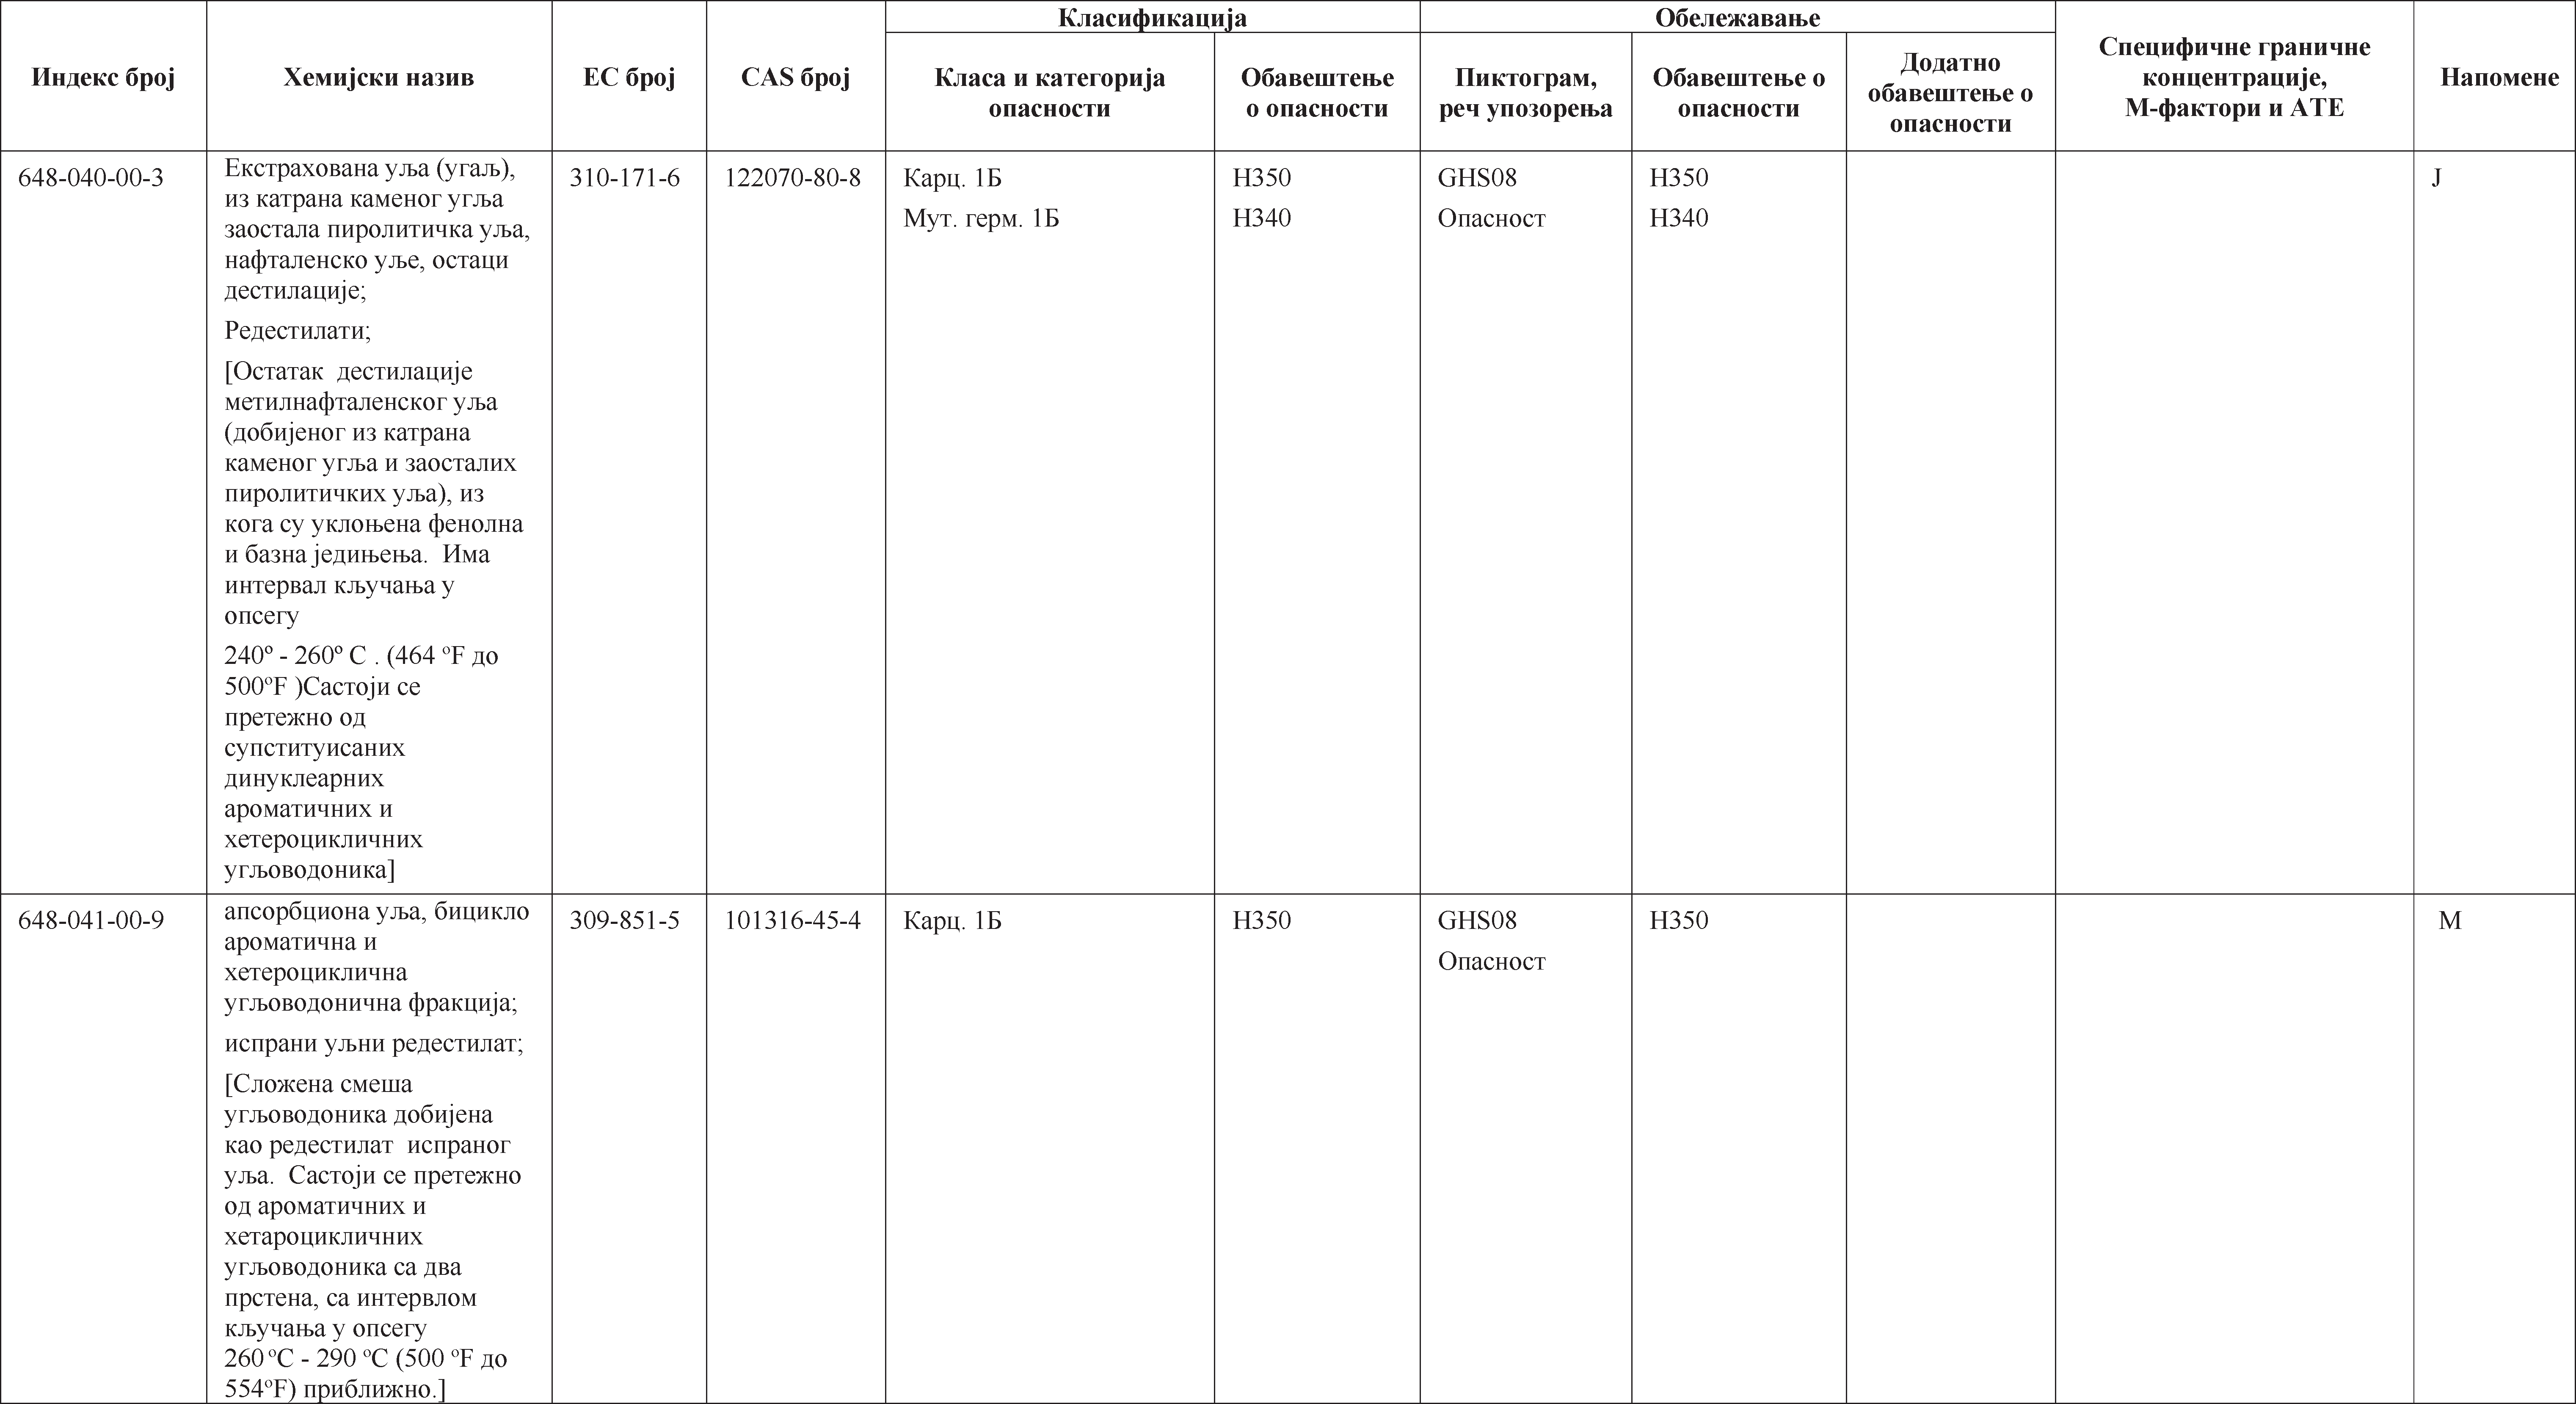 Класификација
Обележавање
Индекс број
Хемијски назив
ЕС број
CAS број
Класа и категорија
опасности
Обавештење
о опасности
Пиктограм,
реч упозорења
Обавештење о
опасности
Додатно
обавештење о
опасности
Специфичне граничне
концентрације,
М-фактори и АТЕ
Напомене
648-040-00-3
Екстрахована уља (угаљ),
из катрана каменог угља
заостала пиролитичка уља,
нафталенско уље, остаци
дестилације;
Редестилати;
[Остатак  дестилације
метилнафталенског уља
(добијеног из катрана
каменог угља и заосталих
пиролитичких уља), из
кога су уклоњена фенолна
и базна једињења.  Има
интервал кључања у
опсегу
240º - 260º C . (464 ºF до
500ºF )Састоји се
претежно од
супституисаних
динуклеарних
ароматичних и
хетероцикличних
угљоводоника]
310-171-6
122070-80-8
Карц. 1Б
Мут. герм. 1Б
H350
H340
GHS08
Опасност
H350
H340
J
648-041-00-9
апсорбциона уља, бицикло
ароматична и
хетероциклична
угљоводонична фракција;
испрани уљни редестилат;
[Сложена смеша
угљоводоника добијена
као редестилат  испраног
уља.  Састоји се претежно
од ароматичних и
хетароцикличних
угљоводоника са два
прстена, са интервлом
кључања у опсегу
260 ºC - 290 ºC (500 ºF до
554ºF) приближно.]
309-851-5
101316-45-4
Карц. 1Б
H350
GHS08
Опасност
H350
M